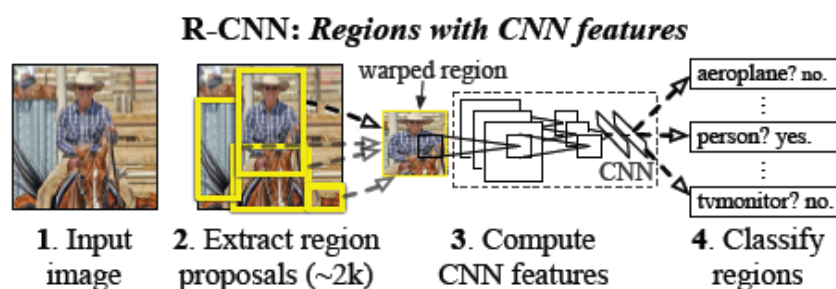 R-CNN: Regions with CNN features
warped region
aeroplane? no.
⋮
person? yes.
⋮
tvmonitor? no.
CNN
1. Input
image
2. Extract region
proposals (~2k)
3. Compute
CNN features
4. Classify
regions